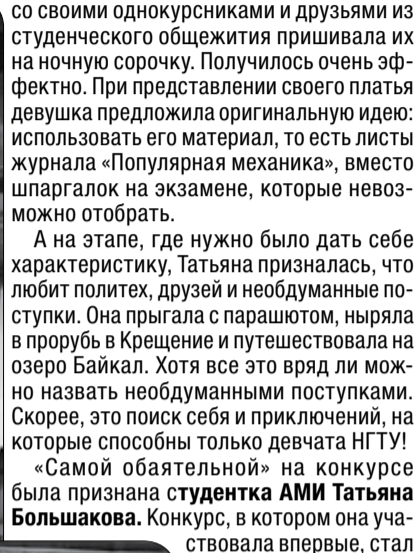 со своими однокурсниками и друзьями из
студенческого общежития пришивала их
на ночную сорочку. Получилось очень эф-
фектно. При представлении своего платья
девушка предложила оригинальную идею:
использовать его материал, то есть листы
журнала «Популярная механика», вместо
шпаргалок на экзамене, которые невоз-
можно отобрать.
А на этапе, где нужно было дать себе
характеристику, Татьяна призналась, что
любит политех, друзей и необдуманные по-
ступки. Она прыгала с парашютом, ныряла
в прорубь в Крещение и путешествовала на
озеро Байкал. Хотя все это вряд ли мож-
но назвать необдуманными поступками.
Скорее, это поиск себя и приключений, на
которые способны только девчата НГТУ!
«Самой обаятельной» на конкурсе
была признана студентка АМИ Татьяна
Большакова. Конкурс, в котором она уча-
ствовала впервые, стал